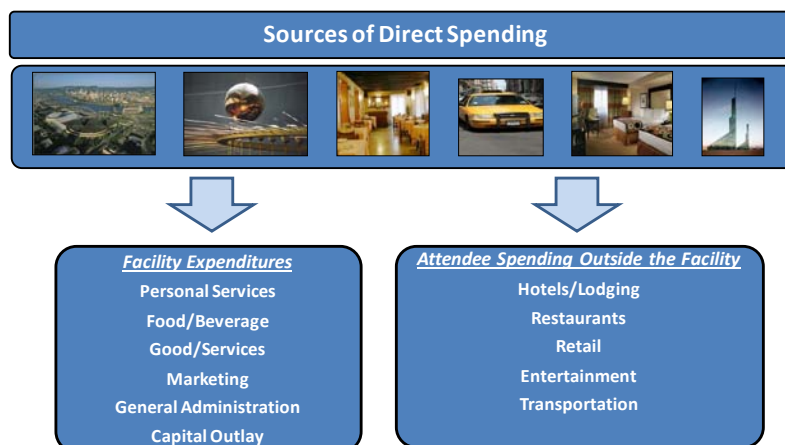 Sources of Direct Spending
Facility Expenditures
Personal Services
Food/Beverage
Good/Services
Marketing
General Administration
Capital Outlay
Attendee Spending Outside the Facility
Hotels/Lodging
Restaurants
Retail
Entertainment
Transportation